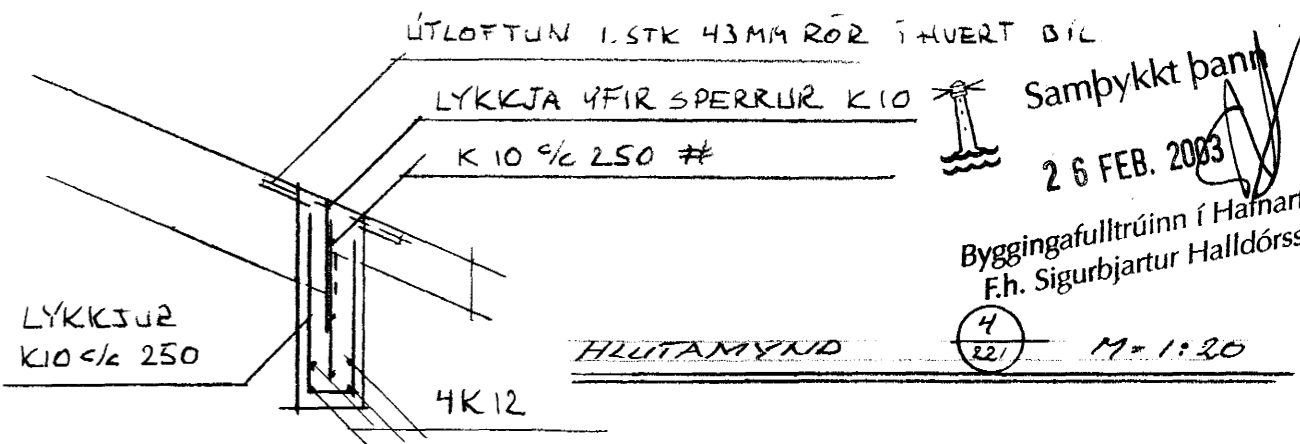 ÚTLOFTUN 1. STK 43MM RÖR Í HVERT BIL
LYKKJA YFIR SPERRUR K10
K 10 c/c 250 #
LYKKJUR
K10 c/c 250
4K12
Samþykkt þann
26 FEB. 2003
Byggingafulltrúinn í Hafnarf
F.h. Sigurbjartur Halldórss
HLUTAMYND
4
221
M = 1:20